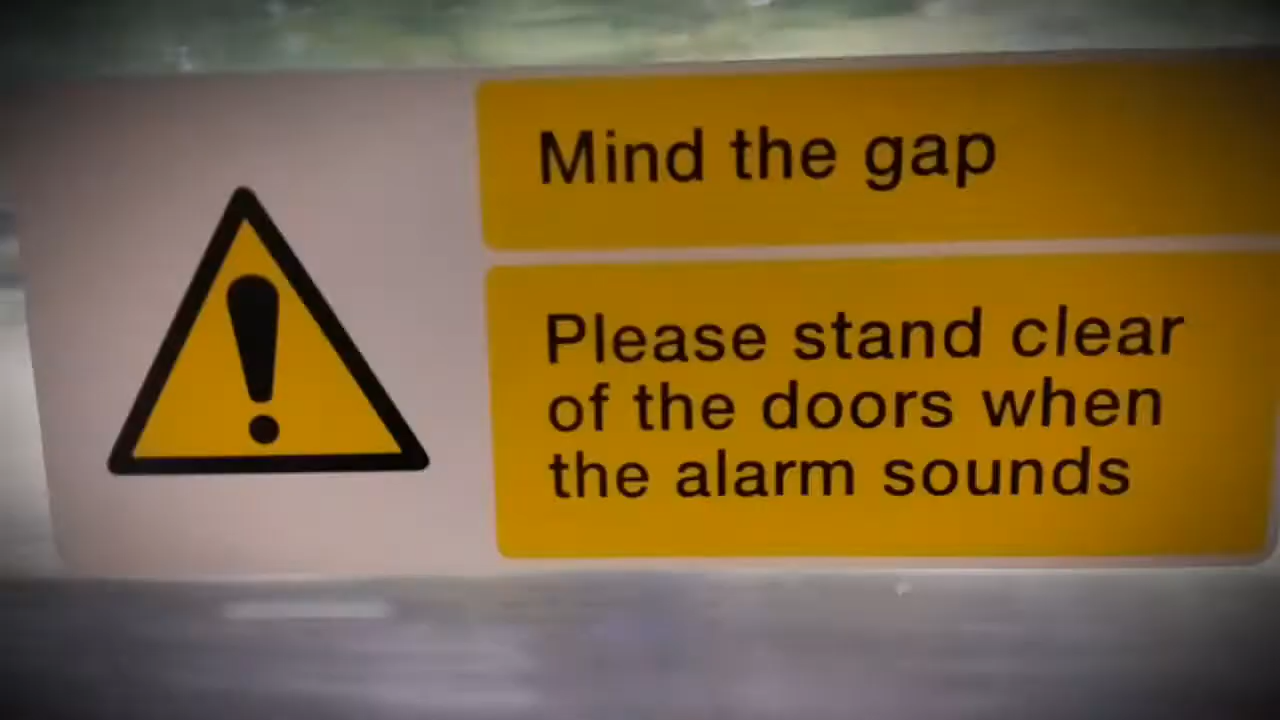 Mind the gap
Please stand clear
of the doors when
the alarm sounds